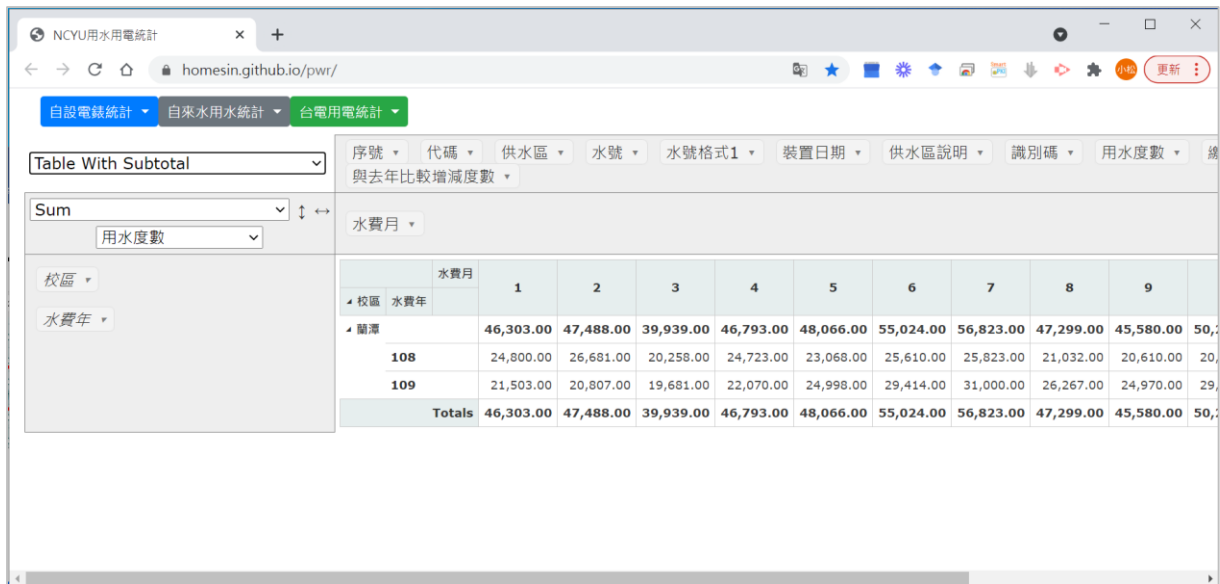 NCYU用水用電統計
homesin.github.io/pwr/
小松
更新
自設電錶統計 自來水用水統計 台電用電統計
Table With Subtotal
序號 代碼 供水區 水號 水號格式1 裝置日期 供水區說明 識別碼 用水度數
與去年比較增減度數
Sum
用水度數
水費月
校區
水費年
水費月 1 2 3 4 5 6 7 8 9
校區 水費年
蘭潭 46,303.00 47,488.00 39,939.00 46,793.00 48,066.00 55,024.00 56,823.00 47,299.00 45,580.00
108 24,800.00 26,681.00 20,258.00 24,723.00 23,068.00 25,610.00 25,823.00 21,032.00 20,610.00 20,
109 21,503.00 20,807.00 19,681.00 22,070.00 24,998.00 29,414.00 31,000.00 26,267.00 24,970.00 29,
Totals 46,303.00 47,488.00 39,939.00 46,793.00 48,066.00 55,024.00 56,823.00 47,299.00 45,580.00